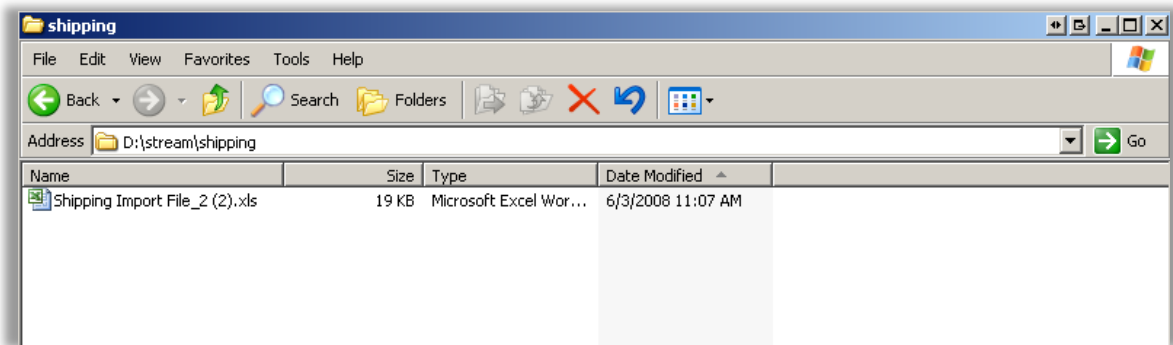 shipping
File Edit View Favorites Tools Help
Back Search Folders
Address D:\stream\shipping Go
Name Size Type Date Modified
Shipping Import File_2 (2).xls 19 KB Microsoft Excel Wor... 6/3/2008 11:07 AM